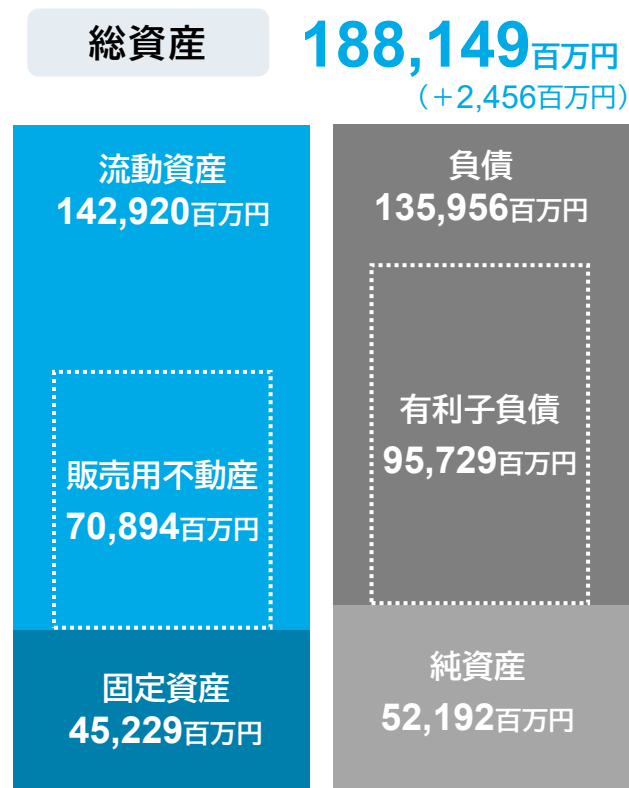 総資産 188,149百万円
（＋2,456百万円）
流動資産
142,920百万円
販売用不動産
70,894百万円
固定資産
45,229百万円
負債
135,956百万円
有利子負債
95,729百万円
純資産
52,192百万円